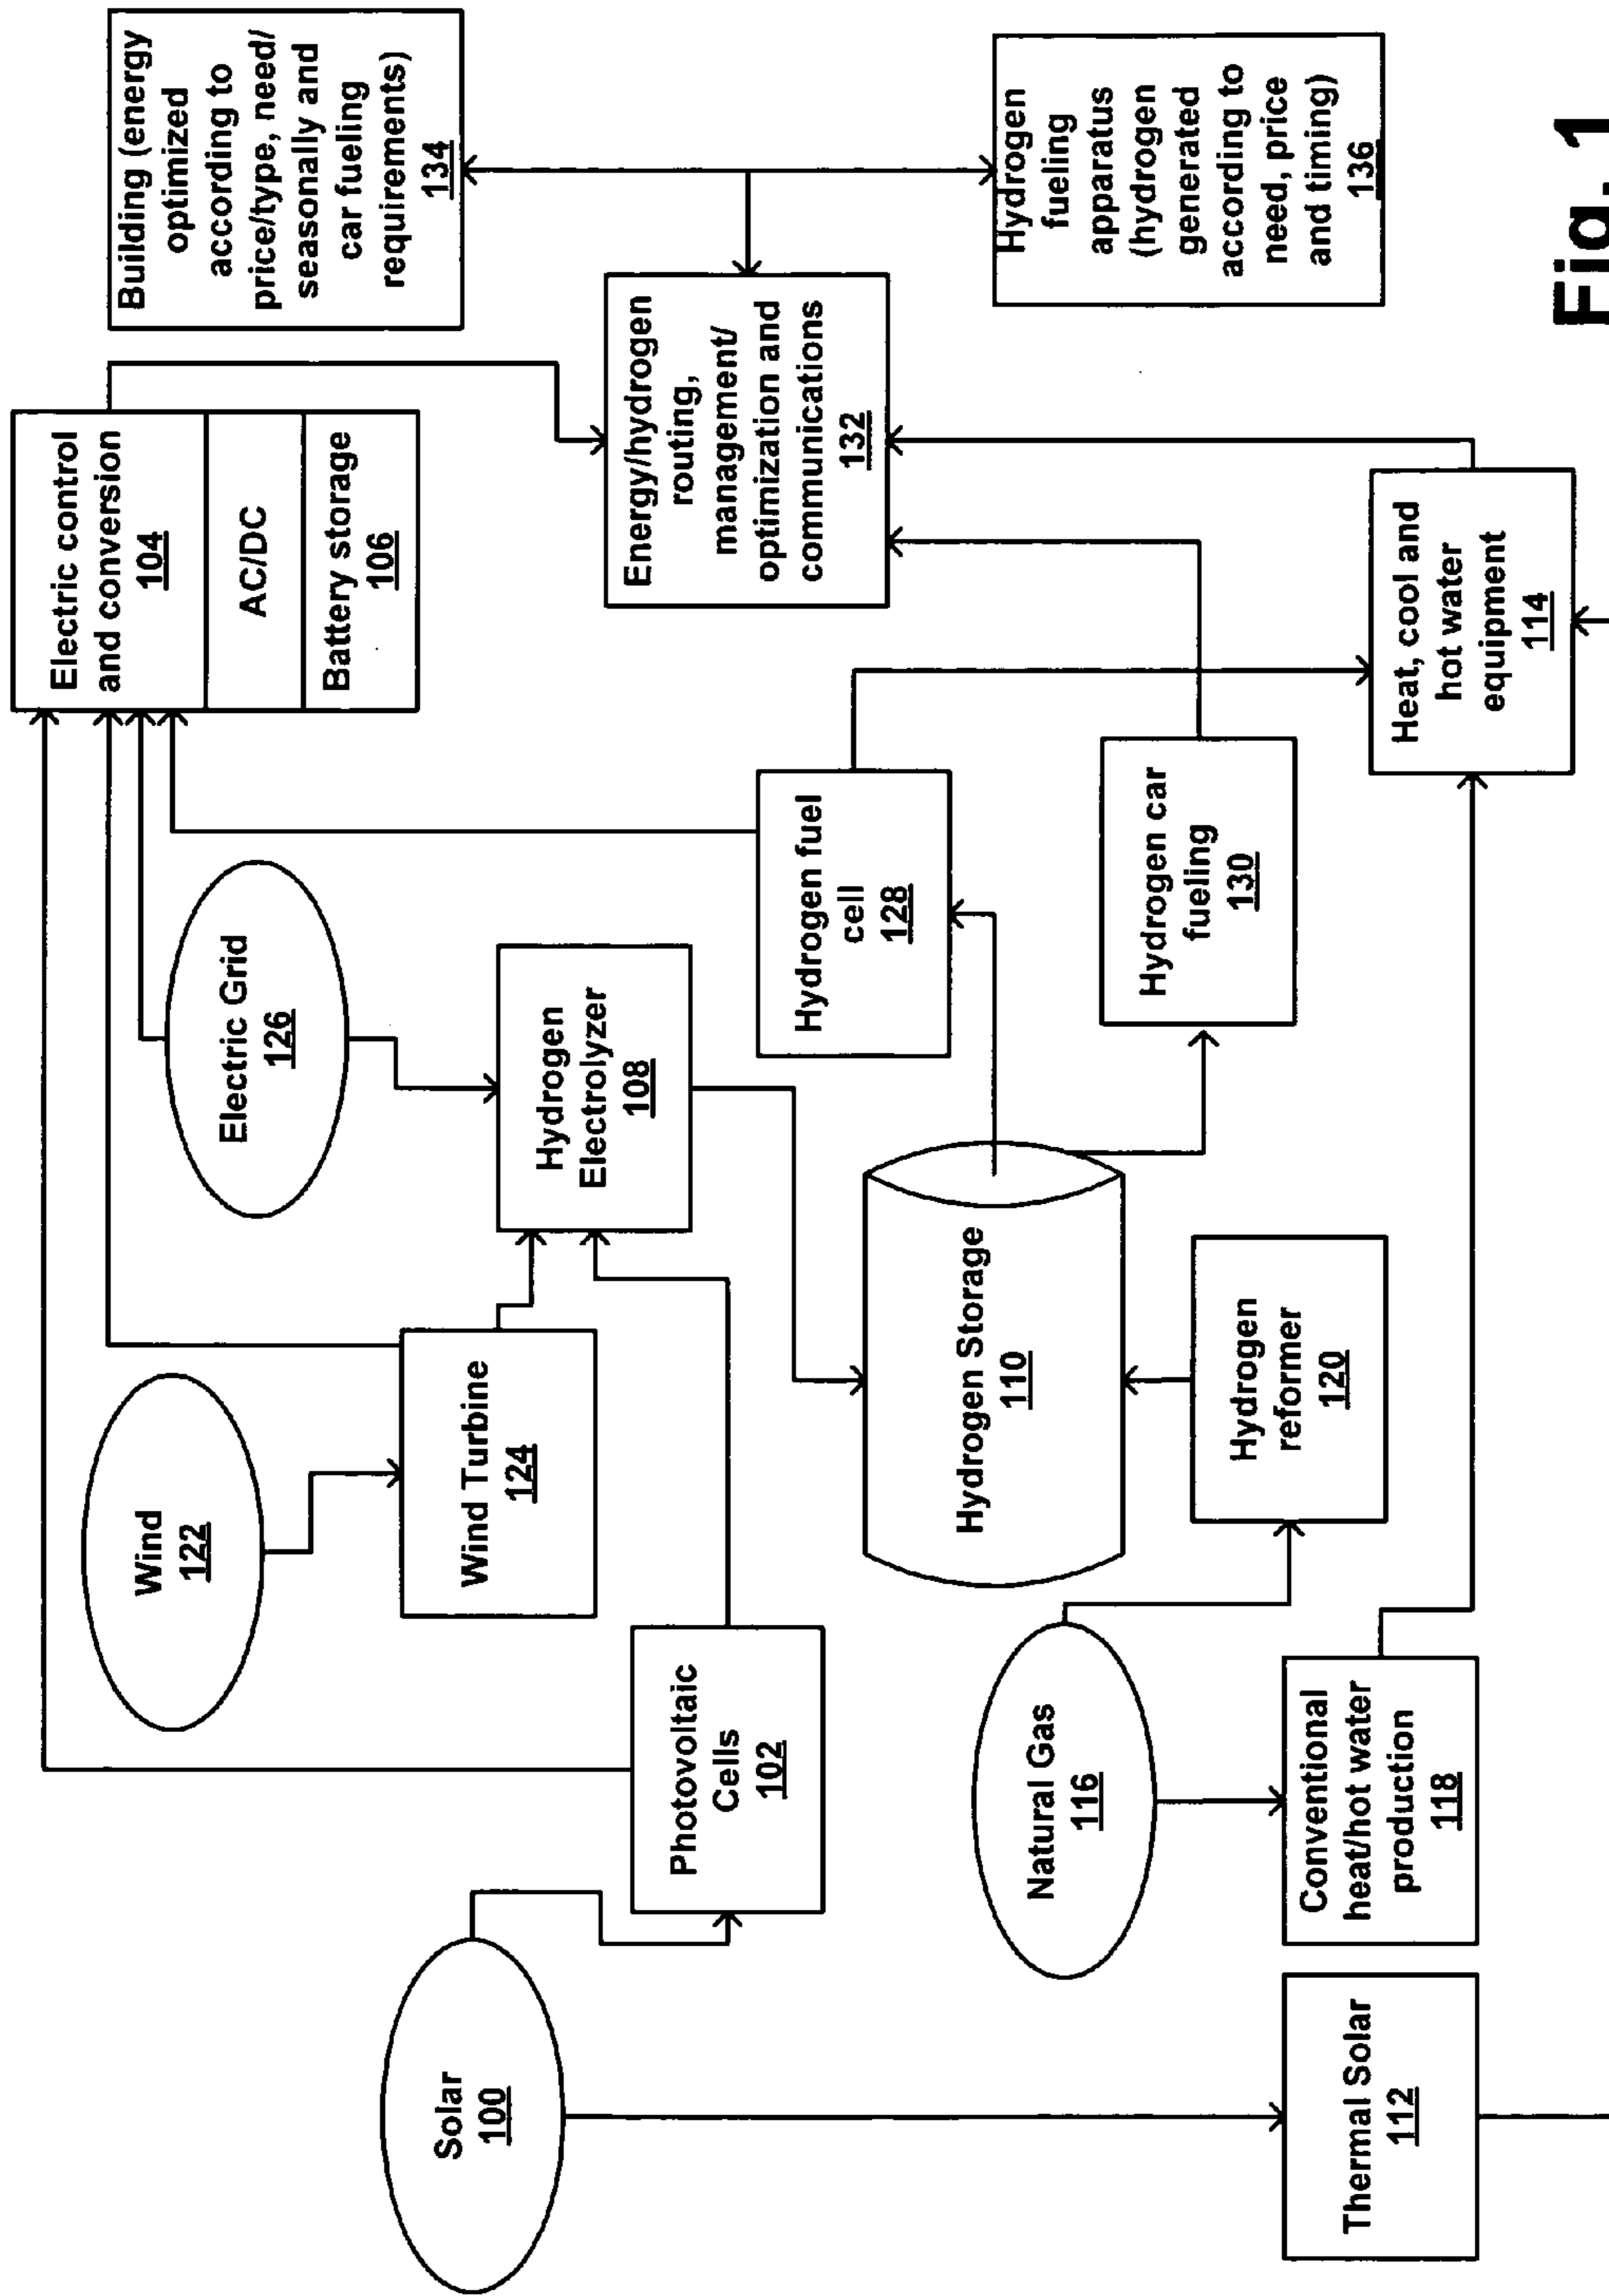 Solar
100
Thermal Solar
112
Wind
122
Wind Turbine
124
Photovoltaic
Cells
102
Natural Gas
116
Conventional
heat/hot water
production
118
Electric Grid
126
Hydrogen
Electrolyzer
108
Hydrogen Storage
110
Hydrogen
reformer
120
Hydrogen fuel
cell
128
Hydrogen car
fueling
130
Electric control
and conversion
104
AC/DC
Battery storage
106
Energy/hydrogen
routing,
management/
optimization and
communications
132
Heat, cool and
hot water
equipment
114
Building (energy
optimized
according to
price/type, need/
seasonally and
car fueling
requirements)
134
Hydrogen
fueling
apparatus
(hydrogen
generated
according to
need, price
and timing)
136
Fig. 1